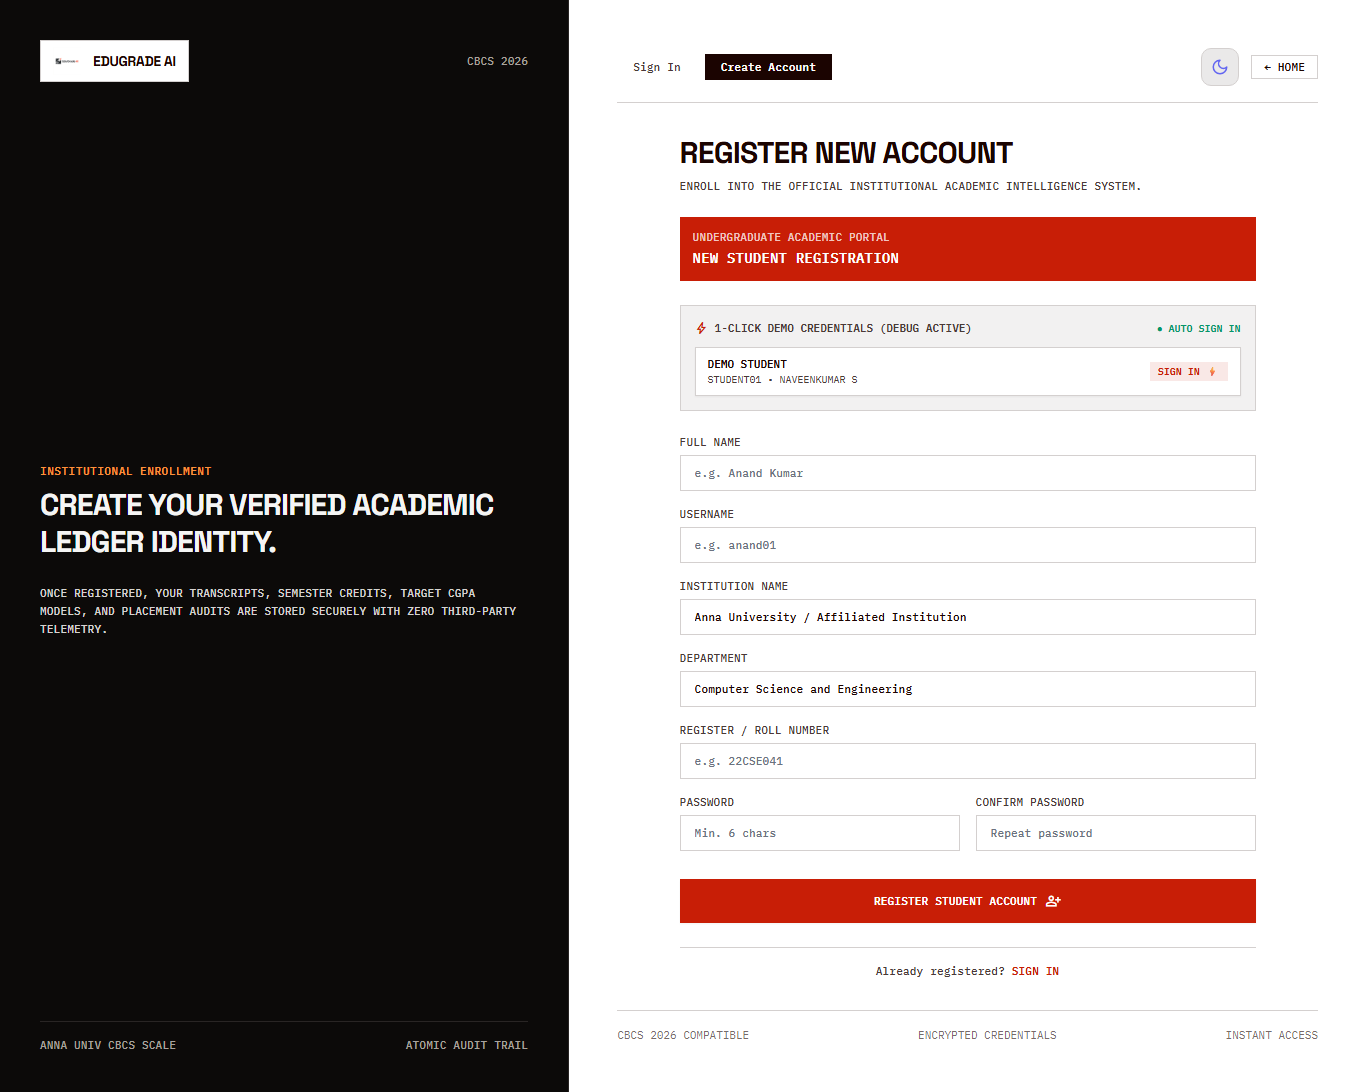 EDUGRADE AI
CBCS 2026
INSTITUTIONAL ENROLLMENT
CREATE YOUR VERIFIED ACADEMIC
LEDGER IDENTITY.
ONCE REGISTERED, YOUR TRANSCRIPTS, SEMESTER CREDITS, TARGET CGPA
MODELS, AND PLACEMENT AUDITS ARE STORED SECURELY WITH ZERO THIRD-PARTY
TELEMETRY.
ANNA UNIV CBCS SCALE
ATOMIC AUDIT TRAIL
Sign In
Create Account
← HOME
REGISTER NEW ACCOUNT
ENROLL INTO THE OFFICIAL INSTITUTIONAL ACADEMIC INTELLIGENCE SYSTEM.
UNDERGRADUATE ACADEMIC PORTAL
NEW STUDENT REGISTRATION
1-CLICK DEMO CREDENTIALS (DEBUG ACTIVE)
● AUTO SIGN IN
DEMO STUDENT
STUDENT01 • NAVEENKUMAR S
SIGN IN
FULL NAME
e.g. Anand Kumar
USERNAME
e.g. anand01
INSTITUTION NAME
Anna University / Affiliated Institution
DEPARTMENT
Computer Science and Engineering
REGISTER / ROLL NUMBER
e.g. 22CSE041
PASSWORD
CONFIRM PASSWORD
Min. 6 chars
Repeat password
REGISTER STUDENT ACCOUNT
Already registered? SIGN IN
CBCS 2026 COMPATIBLE
ENCRYPTED CREDENTIALS
INSTANT ACCESS